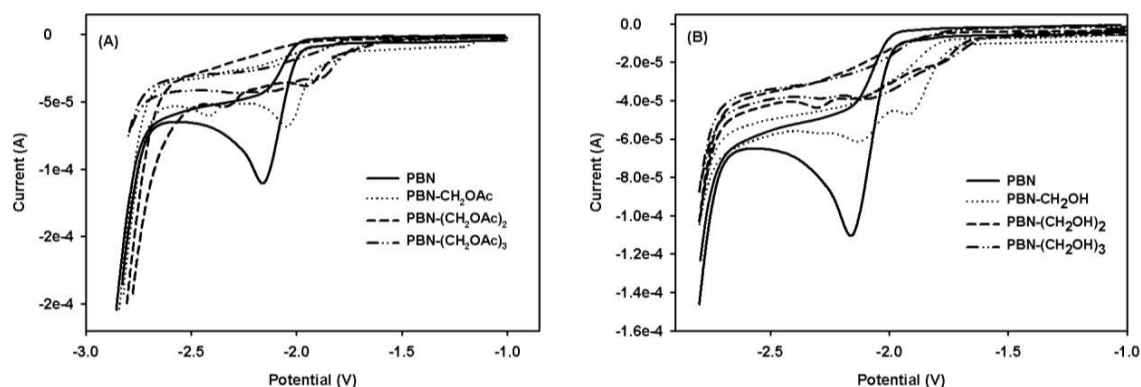 (A)
Current (A)
0
-5e-5
-1e-4
-2e-4
-2e-4
PBN
PBN-CH2OAc
PBN-(CH2OAc)2
PBN-(CH2OAc)3
-3.0 -2.5 -2.0 -1.5 -1.0
Potential (V)
(B)
Current (A)
0.0
-2.0e-5
-4.0e-5
-6.0e-5
-8.0e-5
-1.0e-4
-1.2e-4
-1.4e-4
-1.6e-4
PBN
PBN-CH2OH
PBN-(CH2OH)2
PBN-(CH2OH)3
-2.5 -2.0 -1.5 -1.0
Potential (V)